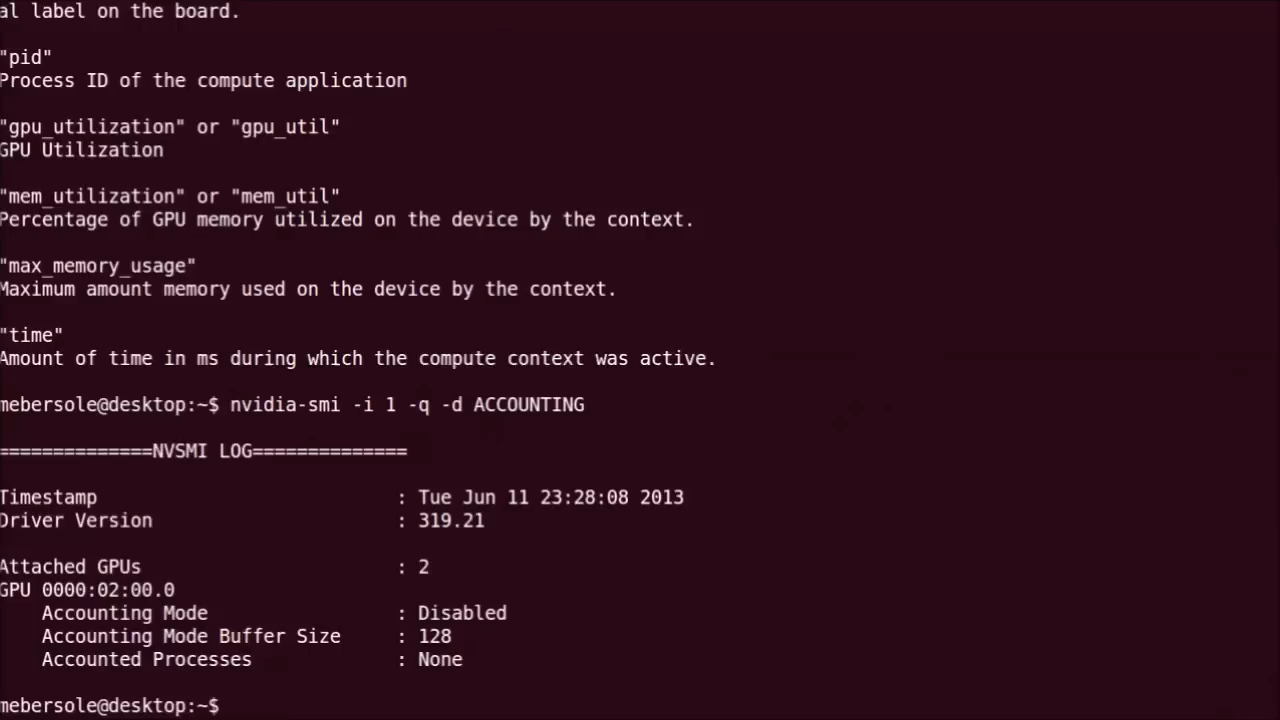 al label on the board.
"pid"
Process ID of the compute application
"gpu_utilization" or "gpu_util"
GPU Utilization
"mem_utilization" or "mem_util"
Percentage of GPU memory utilized on the device by the context.
"max_memory_usage"
Maximum amount memory used on the device by the context.
"time"
Amount of time in ms during which the compute context was active.
mebersole@desktop:~$ nvidia-smi -i 1 -q -d ACCOUNTING
==============NVSMI LOG==============
Timestamp : Tue Jun 11 23:28:08 2013
Driver Version : 319.21
Attached GPUs : 2
GPU 0000:02:00.0
Accounting Mode : Disabled
Accounting Mode Buffer Size : 128
Accounted Processes : None
mebersole@desktop:~$